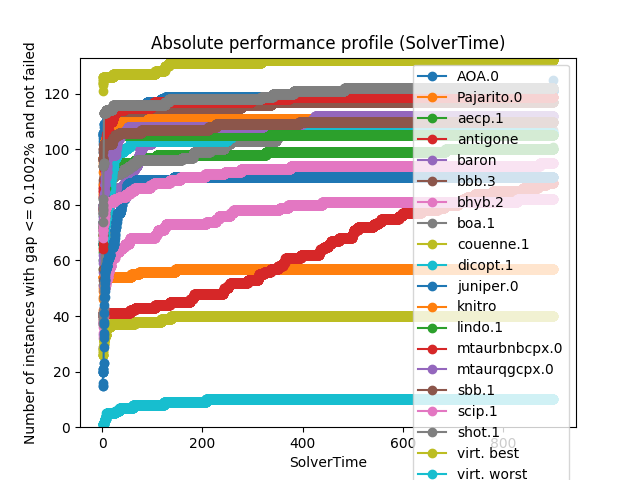 Absolute performance profile (SolverTime)
Number of instances with gap <= 0.1002% and not failed
120
100
80
60
40
20
0
0 200 400 600 800
SolverTime
AOA.0
Pajarito.0
aecp.1
antigone
baron
bbb.3
bhyb.2
boa.1
couenne.1
dicopt.1
juniper.0
knitro
lindo.1
mtaurbnbcpx.0
mtaurqgcpx.0
sbb.1
scip.1
shot.1
virt. best
virt. worst